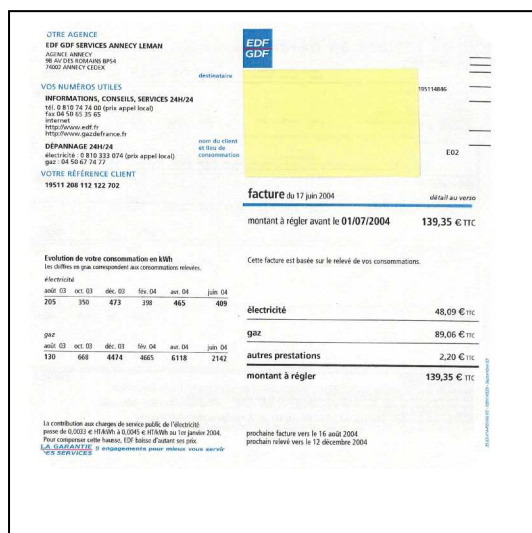 OTRE AGENCE
EDF GDF SERVICES ANNECY LEMAN
AGENCE ANNECY
9B AV DES ROMAINS BP54
74002 ANNECY CEDEX
EDF
GDF
destinataire
195114846
VOS NUMÉROS UTILES
INFORMATIONS, CONSEILS, SERVICES 24H/24
tél. 0 810 74 74 00 (prix appel local)
fax 04 50 65 35 65
internet
http://www.edf.fr
http://www.gazdefrance.fr
DÉPANNAGE 24H/24
électricité : 0 810 333 074 (prix appel local)
gaz : 04 50 67 74 77
nom du client
et lieu de
consommation
E02
VOTRE RÉFÉRENCE CLIENT
19511 208 112 122 702
facture du 17 juin 2004
détail au verso
montant à régler avant le 01/07/2004 139,35 € TTC
Evolution de votre consommation en kWh
Les chiffres en gras correspondent aux consommations relevées.
électricité
août 03 oct. 03 déc. 03 fév. 04 avr. 04 juin 04
205 350 473 398 465 409
gaz
août 03 oct. 03 déc. 03 fév. 04 avr. 04 juin 04
130 668 4474 4665 6118 2142
Cette facture est basée sur le relevé de vos consommations.
électricité 48,09 € TTC
gaz 89,06 € TTC
autres prestations 2,20 € TTC
montant à régler 139,35 € TTC
La contribution aux charges de service public de l'électricité
passe de 0,0033 € HT/kWh à 0,0045 € HT/kWh au 1er janvier 2004.
Pour compenser cette hausse, EDF baisse d'autant ses prix.
LA GARANTIE engagements pour mieux vous servir
DES SERVICES
prochaine facture vers le 16 août 2004
prochain relevé vers le 12 décembre 2004